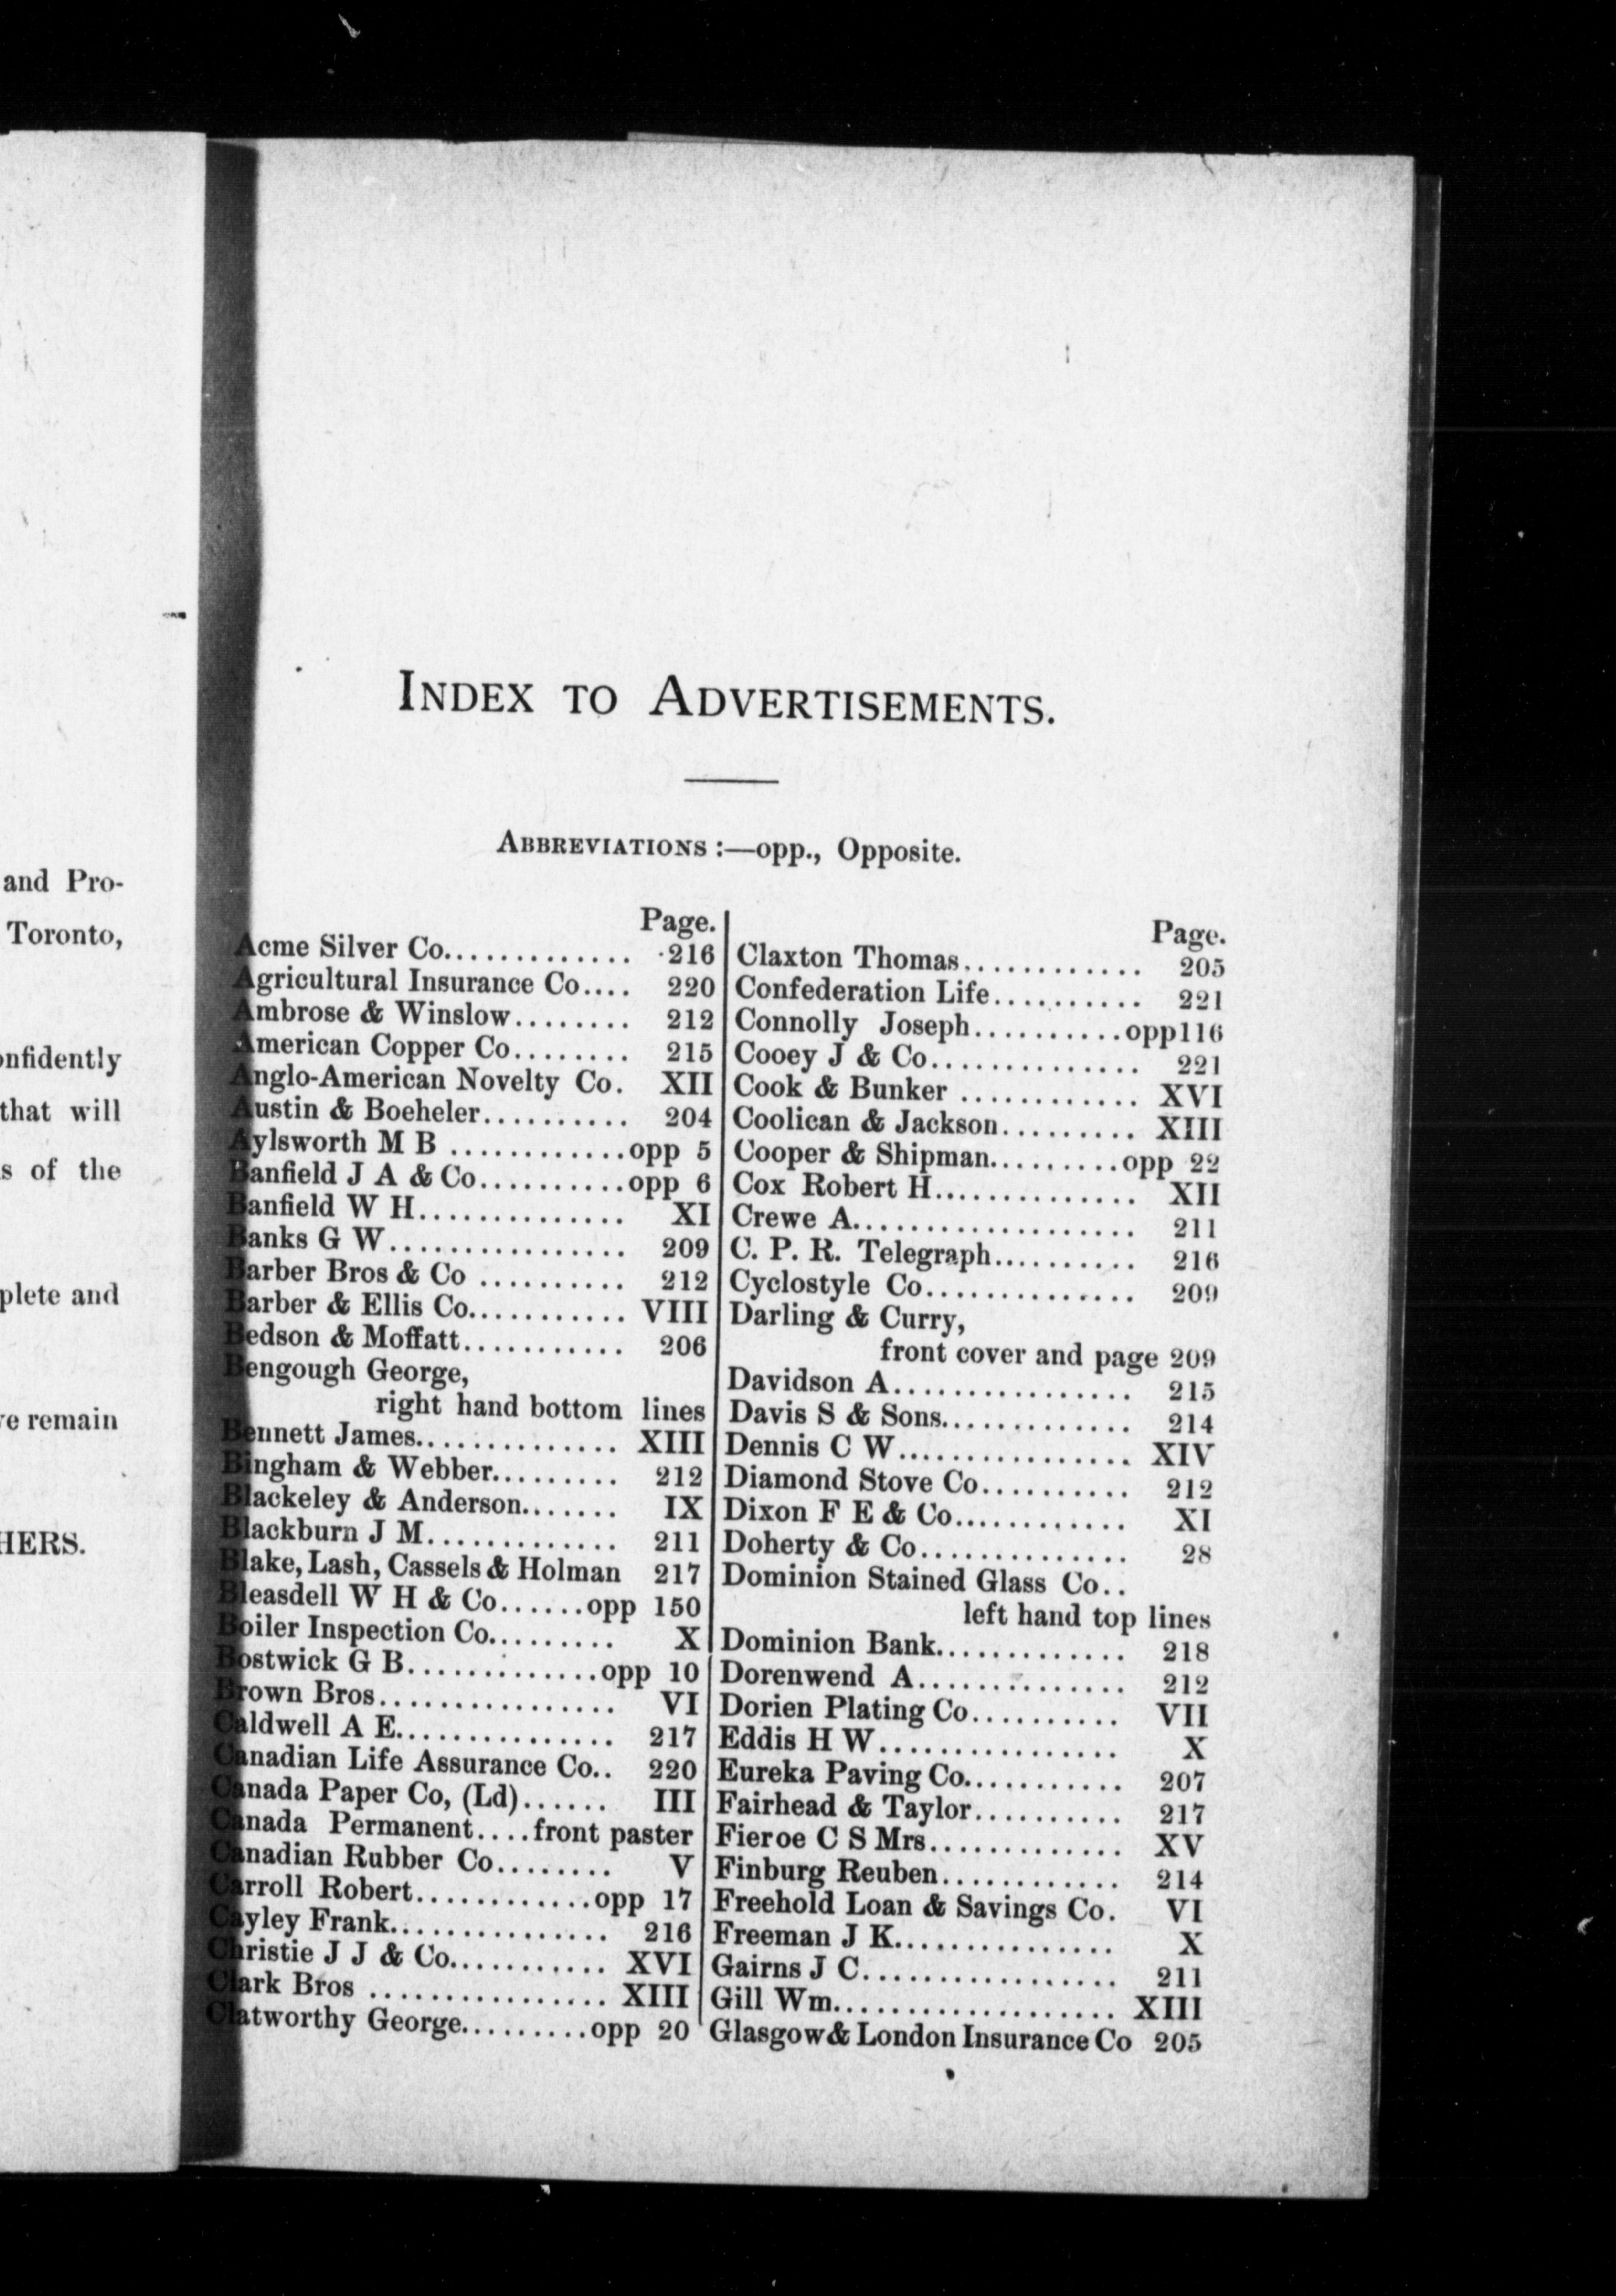 and Pro-
Toronto,
onfidently
that will
s of the
plete and
ve remain
HERS.
INDEX TO ADVERTISEMENTS.
ABBREVIATIONS :—opp., Opposite.
Page.
Acme Silver Co............. 216
Agricultural Insurance Co.... 220
Ambrose & Winslow........ 212
American Copper Co........ 215
Anglo-American Novelty Co. XII
Austin & Boeheler.......... 204
Aylsworth M B ............opp 5
Banfield J A & Co..........opp 6
Banfield W H.............. XI
Banks G W................ 209
Barber Bros & Co .......... 212
Barber & Ellis Co........... VIII
Bedson & Moffatt........... 206
Bengough George,
right hand bottom lines
Bennett James.............. XIII
Bingham & Webber......... 212
Blackeley & Anderson....... IX
Blackburn J M............. 211
Blake, Lash, Cassels & Holman 217
Bleasdell W H & Co......opp 150
Boiler Inspection Co......... X
Bostwick G B.............opp 10
Brown Bros................ VI
Caldwell A E............... 217
Canadian Life Assurance Co.. 220
Canada Paper Co, (Ld)...... III
Canada Permanent....front paster
Canadian Rubber Co........ V
Carroll Robert............opp 17
Cayley Frank............... 216
Christie J J & Co........... XVI
Clark Bros ................ XIII
Clatworthy George.........opp 20
Page.
Claxton Thomas............ 205
Confederation Life.......... 221
Connolly Joseph..........opp116
Cooey J & Co.............. 221
Cook & Bunker ............ XVI
Coolican & Jackson......... XIII
Cooper & Shipman.........opp 22
Cox Robert H.............. XII
Crewe A................... 211
C. P. R. Telegraph.......... 216
Cyclostyle Co.............. 209
Darling & Curry,
front cover and page 209
Davidson A................ 215
Davis S & Sons............. 214
Dennis C W................ XIV
Diamond Stove Co.......... 212
Dixon F E & Co............ XI
Doherty & Co.............. 28
Dominion Stained Glass Co..
left hand top lines
Dominion Bank............. 218
Dorenwend A.............. 212
Dorien Plating Co.......... VII
Eddis H W................ X
Eureka Paving Co........... 207
Fairhead & Taylor.......... 217
Fieroe C S Mrs............. XV
Finburg Reuben............ 214
Freehold Loan & Savings Co. VI
Freeman J K............... X
Gairns J C................. 211
Gill Wm................... XIII
Glasgow & London Insurance Co 205